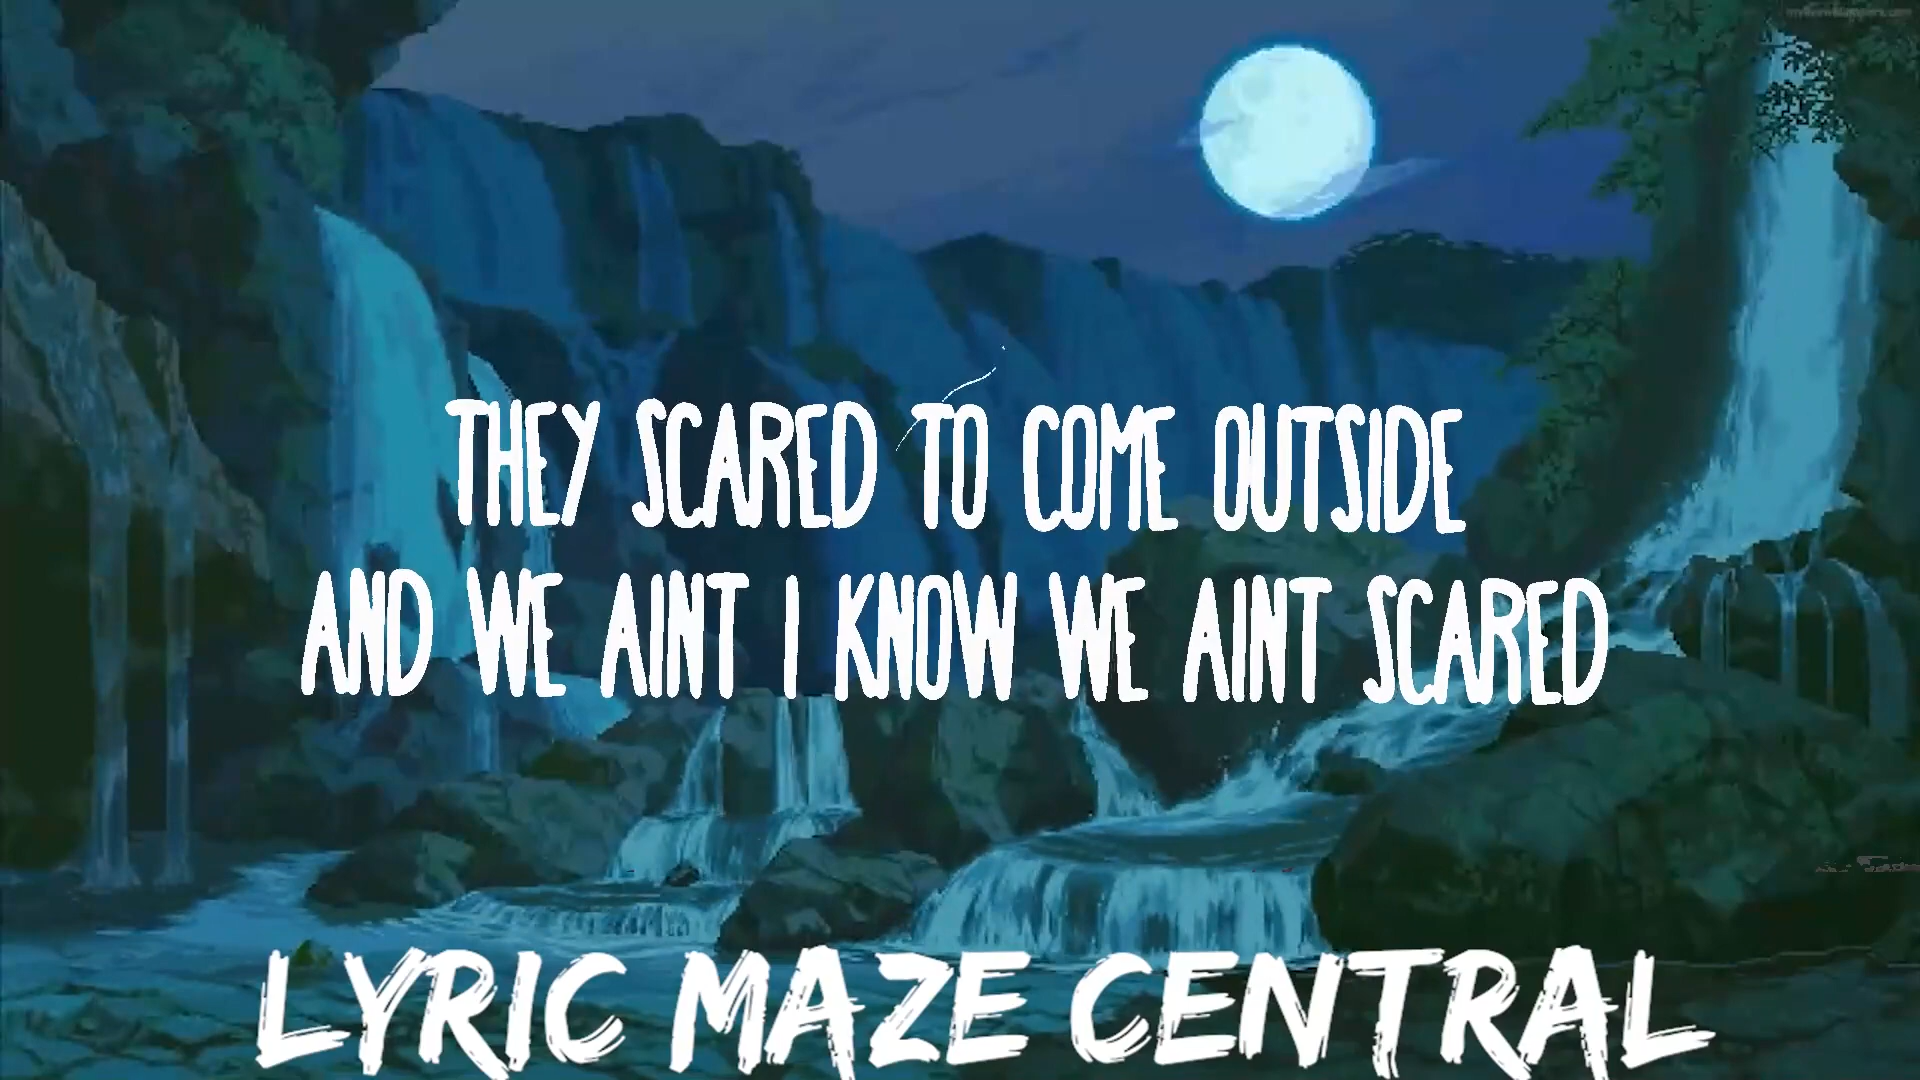 THEY SCARED TO COME OUTSIDE
AND WE AINT I KNOW WE AINT SCARED
LYRIC MAZE CENTRAL